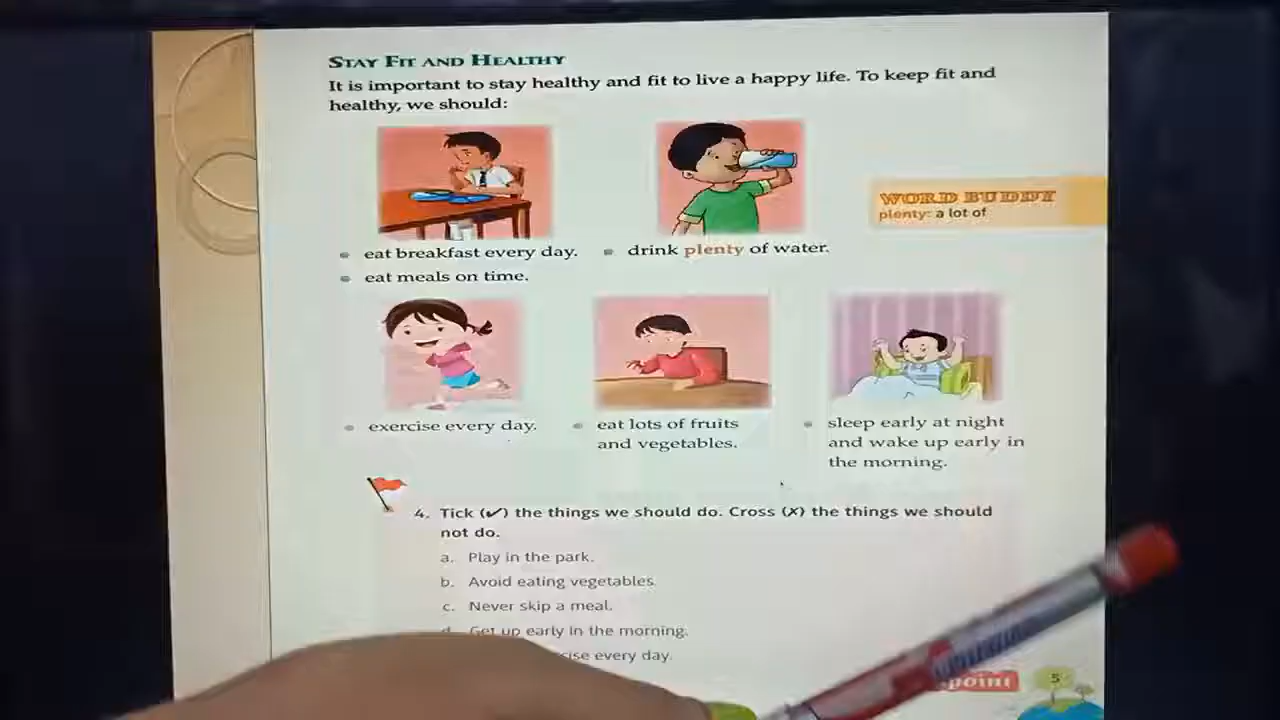 STAY FIT AND HEALTHY
It is important to stay healthy and fit to live a happy life. To keep fit and
healthy, we should:
WORD BUDDY
plenty: a lot of
eat breakfast every day.
drink plenty of water.
eat meals on time.
exercise every day.
eat lots of fruits
and vegetables.
sleep early at night
and wake up early in
the morning.
4. Tick (✔) the things we should do. Cross (✗) the things we should
not do.
a. Play in the park.
b. Avoid eating vegetables.
c. Never skip a meal.
d. Get up early in the morning.
every day.
point
5